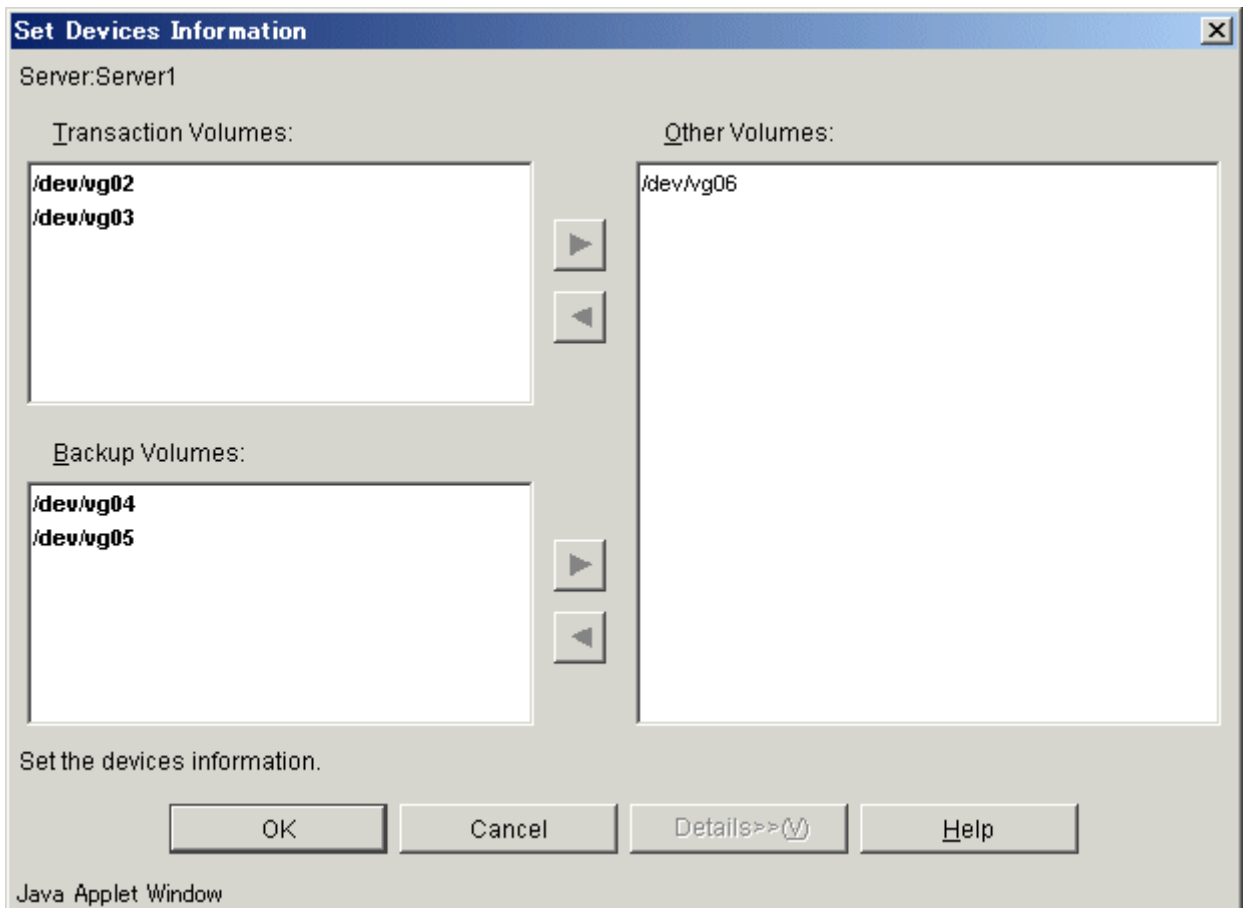 Set Devices Information
Server:Server1
Transaction Volumes:
/dev/vg02
/dev/vg03
Other Volumes:
/dev/vg06
Backup Volumes:
/dev/vg04
/dev/vg05
Set the devices information.
OK
Cancel
Details>>(V)
Help
Java Applet Window